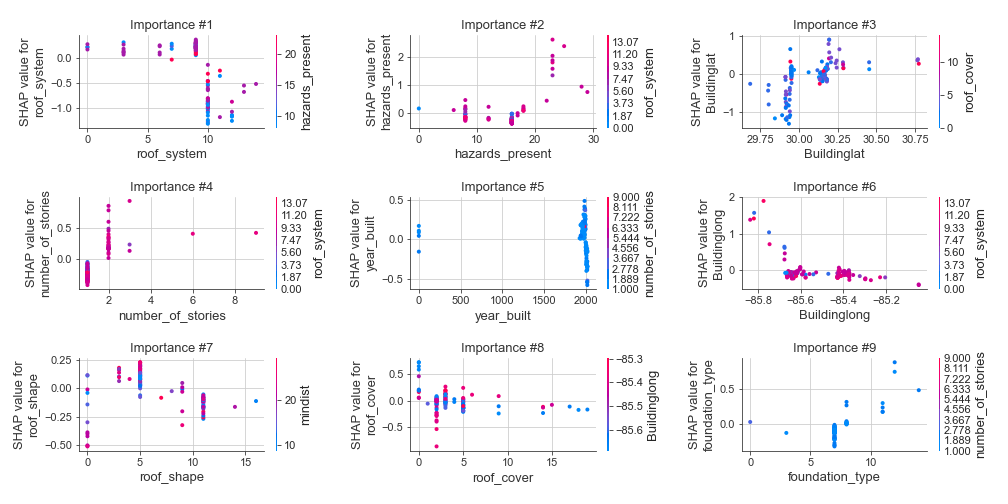 Importance #1
SHAP value for
roof_system
0.0
−0.5
−1.0
0
5
10
roof_system
20
15
10
hazards_present
Importance #2
SHAP value for
hazards_present
2
1
0
0
10
20
30
hazards_present
13.07
11.20
9.33
7.47
5.60
3.73
1.87
0.00
roof_system
Importance #3
SHAP value for
Buildinglat
1
0
−1
29.75
30.00
30.25
30.50
30.75
Buildinglat
10
5
0
roof_cover
Importance #4
SHAP value for
number_of_stories
0.5
0.0
2
4
6
8
number_of_stories
13.07
11.20
9.33
7.47
5.60
3.73
1.87
0.00
roof_system
Importance #5
SHAP value for
year_built
0.5
0.0
−0.5
0
500
1000
1500
2000
year_built
9.000
8.111
7.222
6.333
5.444
4.556
3.667
2.778
1.889
1.000
number_of_stories
Importance #6
SHAP value for
Buildinglong
2
1
0
−85.8
−85.6
−85.4
−85.2
Buildinglong
13.07
11.20
9.33
7.47
5.60
3.73
1.87
0.00
roof_system
Importance #7
SHAP value for
roof_shape
0.25
0.00
−0.25
−0.50
0
5
10
15
roof_shape
20
10
mindist
Importance #8
SHAP value for
roof_cover
0.5
0.0
−0.5
0
5
10
15
roof_cover
−85.3
−85.4
−85.5
−85.6
Buildinglong
Importance #9
SHAP value for
foundation_type
0.5
0.0
0
5
10
foundation_type
9.000
8.111
7.222
6.333
5.444
4.556
3.667
2.778
1.889
1.000
number_of_stories